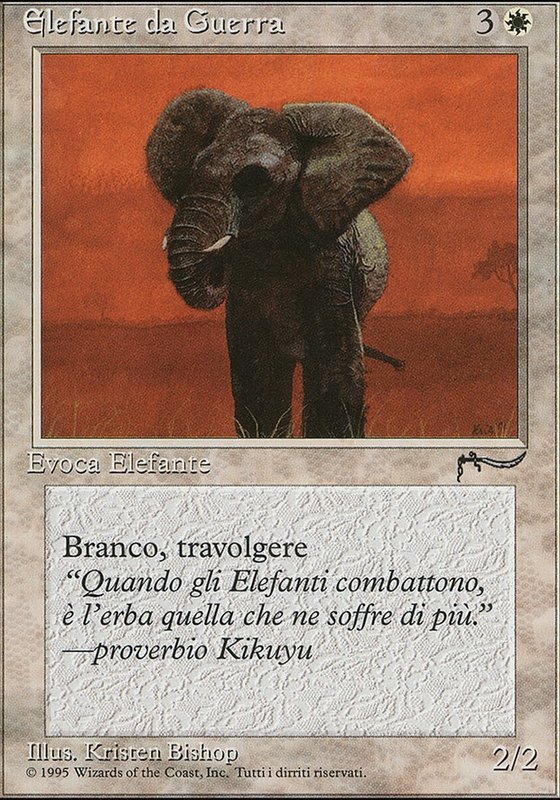 Elefante da Guerra 3
Evoca Elefante
Branco, travolgere
“Quando gli Elefanti combattono,
è l’erba quella che ne soffre di più.”
—proverbio Kikuyu
Illus. Kristen Bishop
2/2
© 1995 Wizards of the Coast, Inc. Tutti i dirriti riservati.